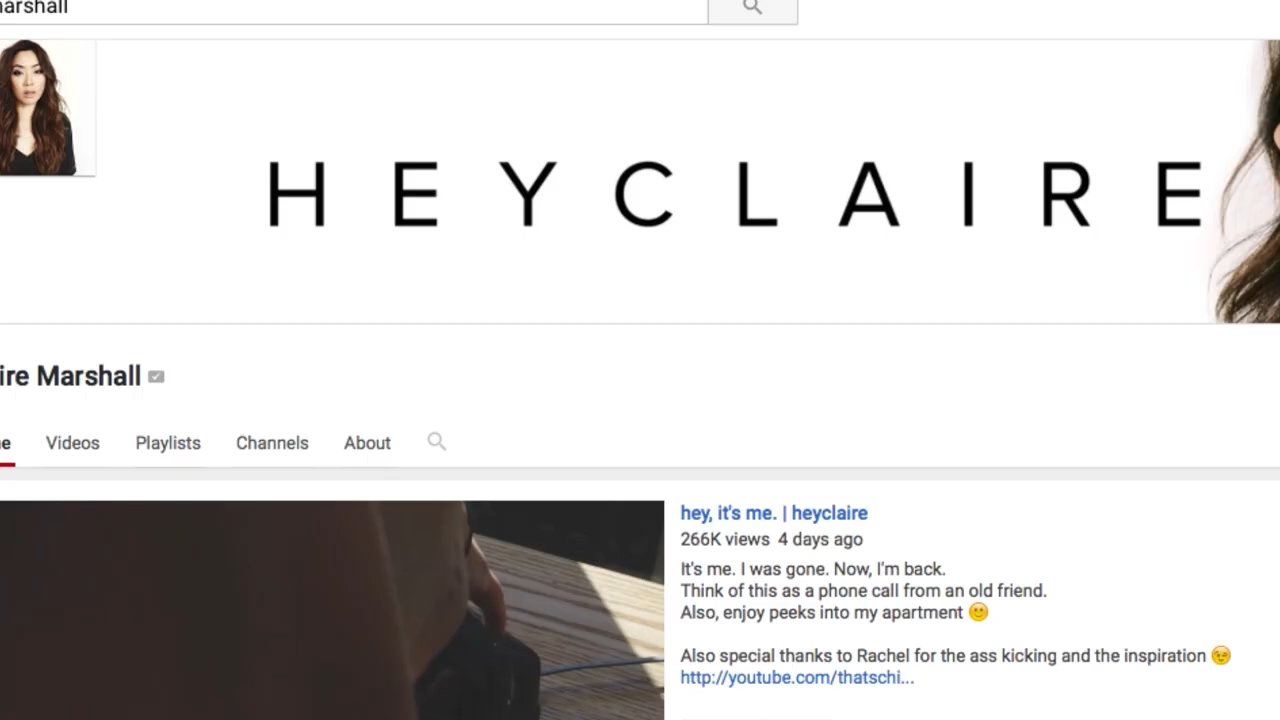 marshall
HEYCLAIRE
ire Marshall
e Videos Playlists Channels About
hey, it's me. | heyclaire
266K views 4 days ago
It's me. I was gone. Now, I'm back.
Think of this as a phone call from an old friend.
Also, enjoy peeks into my apartment 🙂
Also special thanks to Rachel for the ass kicking and the inspiration 😉
http://youtube.com/thatschi...